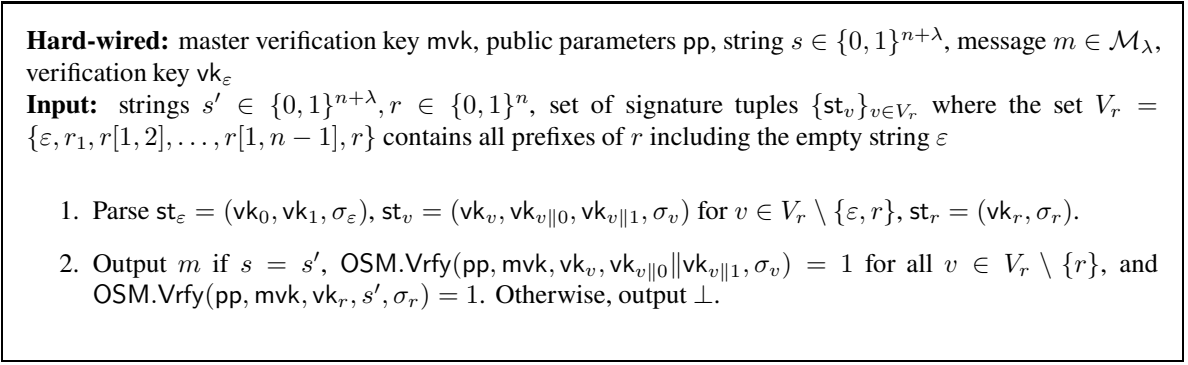 Hard-wired: master verification key mvk, public parameters pp, string s ∈ {0, 1}^{n+λ}, message m ∈ M_λ,
verification key vk_ε
Input: strings s′ ∈ {0, 1}^{n+λ}, r ∈ {0, 1}^n, set of signature tuples {st_v}_{v∈V_r} where the set V_r =
{ε, r_1, r[1, 2], . . . , r[1, n − 1], r} contains all prefixes of r including the empty string ε
1. Parse st_ε = (vk_0, vk_1, σ_ε), st_v = (vk_v, vk_{v∥0}, vk_{v∥1}, σ_v) for v ∈ V_r \ {ε, r}, st_r = (vk_r, σ_r).
2. Output m if s = s′, OSM.Vrfy(pp, mvk, vk_v, vk_{v∥0}∥vk_{v∥1}, σ_v) = 1 for all v ∈ V_r \ {r}, and
OSM.Vrfy(pp, mvk, vk_r, s′, σ_r) = 1. Otherwise, output ⊥.